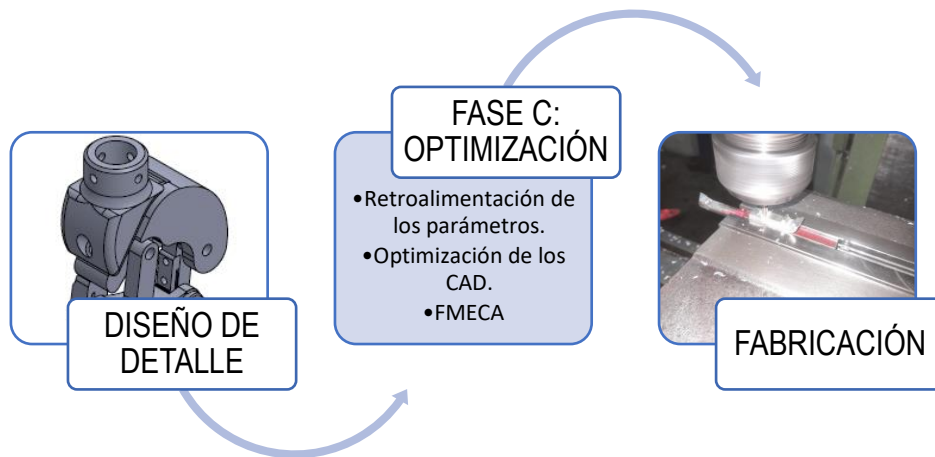 DISEÑO DE
DETALLE
FASE C:
OPTIMIZACIÓN
•Retroalimentación de
los parámetros.
•Optimización de los
CAD.
•FMECA
FABRICACIÓN